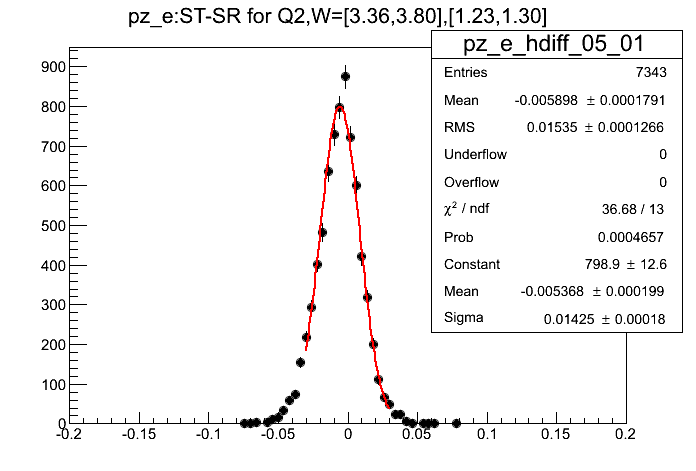 pz_e:ST-SR for Q2,W=[3.36,3.80],[1.23,1.30]
pz_e_hdiff_05_01
Entries 7343
Mean -0.005898 ± 0.0001791
RMS 0.01535 ± 0.0001266
Underflow 0
Overflow 0
χ² / ndf 36.68 / 13
Prob 0.0004657
Constant 798.9 ± 12.6
Mean -0.005368 ± 0.000199
Sigma 0.01425 ± 0.00018
900
800
700
600
500
400
300
200
100
0
-0.2 -0.15 -0.1 -0.05 0 0.05 0.1 0.15 0.2